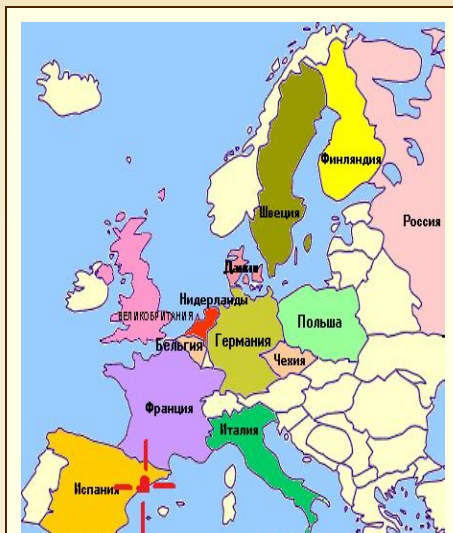 Финляндия
Швеция
Россия
Дания
Нидерланды
ВЕЛИКОБРИТАНИЯ
Польша
Бельгия
Германия
Чехия
Франция
Италия
Испания